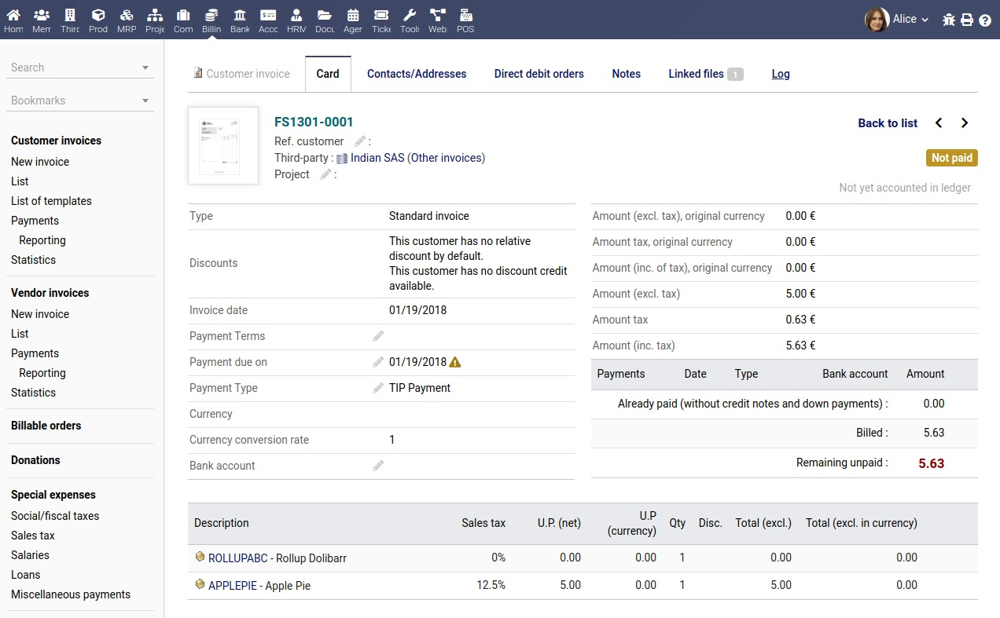 Hom Mem Thirc Prod MRP Proje Com Billin Bank Accc HRM Docu Ager Ticke Tools Web POS
Alice
Search
Bookmarks
Customer invoices
New invoice
List
List of templates
Payments
Reporting
Statistics
Vendor invoices
New invoice
List
Payments
Reporting
Statistics
Billable orders
Donations
Special expenses
Social/fiscal taxes
Sales tax
Salaries
Loans
Miscellaneous payments
Customer invoice Card Contacts/Addresses Direct debit orders Notes Linked files 1 Log
FS1301-0001
Ref. customer :
Third-party : Indian SAS (Other invoices)
Project :
Back to list
Not paid
Not yet accounted in ledger
Type Standard invoice
Discounts This customer has no relative
discount by default.
This customer has no discount credit
available.
Invoice date 01/19/2018
Payment Terms
Payment due on 01/19/2018
Payment Type TIP Payment
Currency
Currency conversion rate 1
Bank account
Amount (excl. tax), original currency 0.00 €
Amount tax, original currency 0.00 €
Amount (inc. of tax), original currency 0.00 €
Amount (excl. tax) 5.00 €
Amount tax 0.63 €
Amount (inc. tax) 5.63 €
Payments Date Type Bank account Amount
Already paid (without credit notes and down payments) : 0.00
Billed : 5.63
Remaining unpaid : 5.63
Description Sales tax U.P. (net) U.P (currency) Qty Disc. Total (excl.) Total (excl. in currency)
ROLLUPABC - Rollup Dolibarr 0% 0.00 0.00 1 0.00 0.00
APPLEPIE - Apple Pie 12.5% 5.00 0.00 1 5.00 0.00